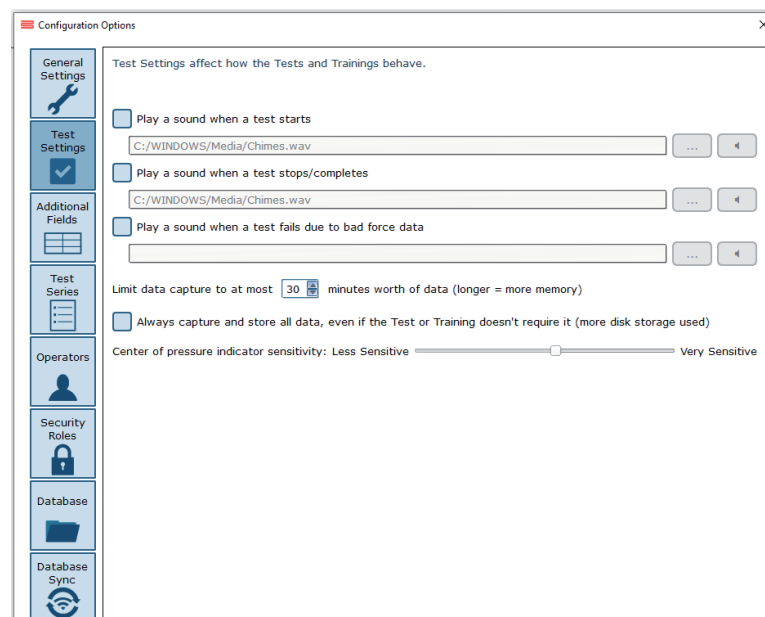 Configuration Options
General
Settings
Test
Settings
Additional
Fields
Test
Series
Operators
Security
Roles
Database
Database
Sync
Test Settings affect how the Tests and Trainings behave.
Play a sound when a test starts
C:/WINDOWS/Media/Chimes.wav
...
Play a sound when a test stops/completes
C:/WINDOWS/Media/Chimes.wav
...
Play a sound when a test fails due to bad force data
...
Limit data capture to at most 30 minutes worth of data (longer = more memory)
Always capture and store all data, even if the Test or Training doesn't require it (more disk storage used)
Center of pressure indicator sensitivity: Less Sensitive Very Sensitive